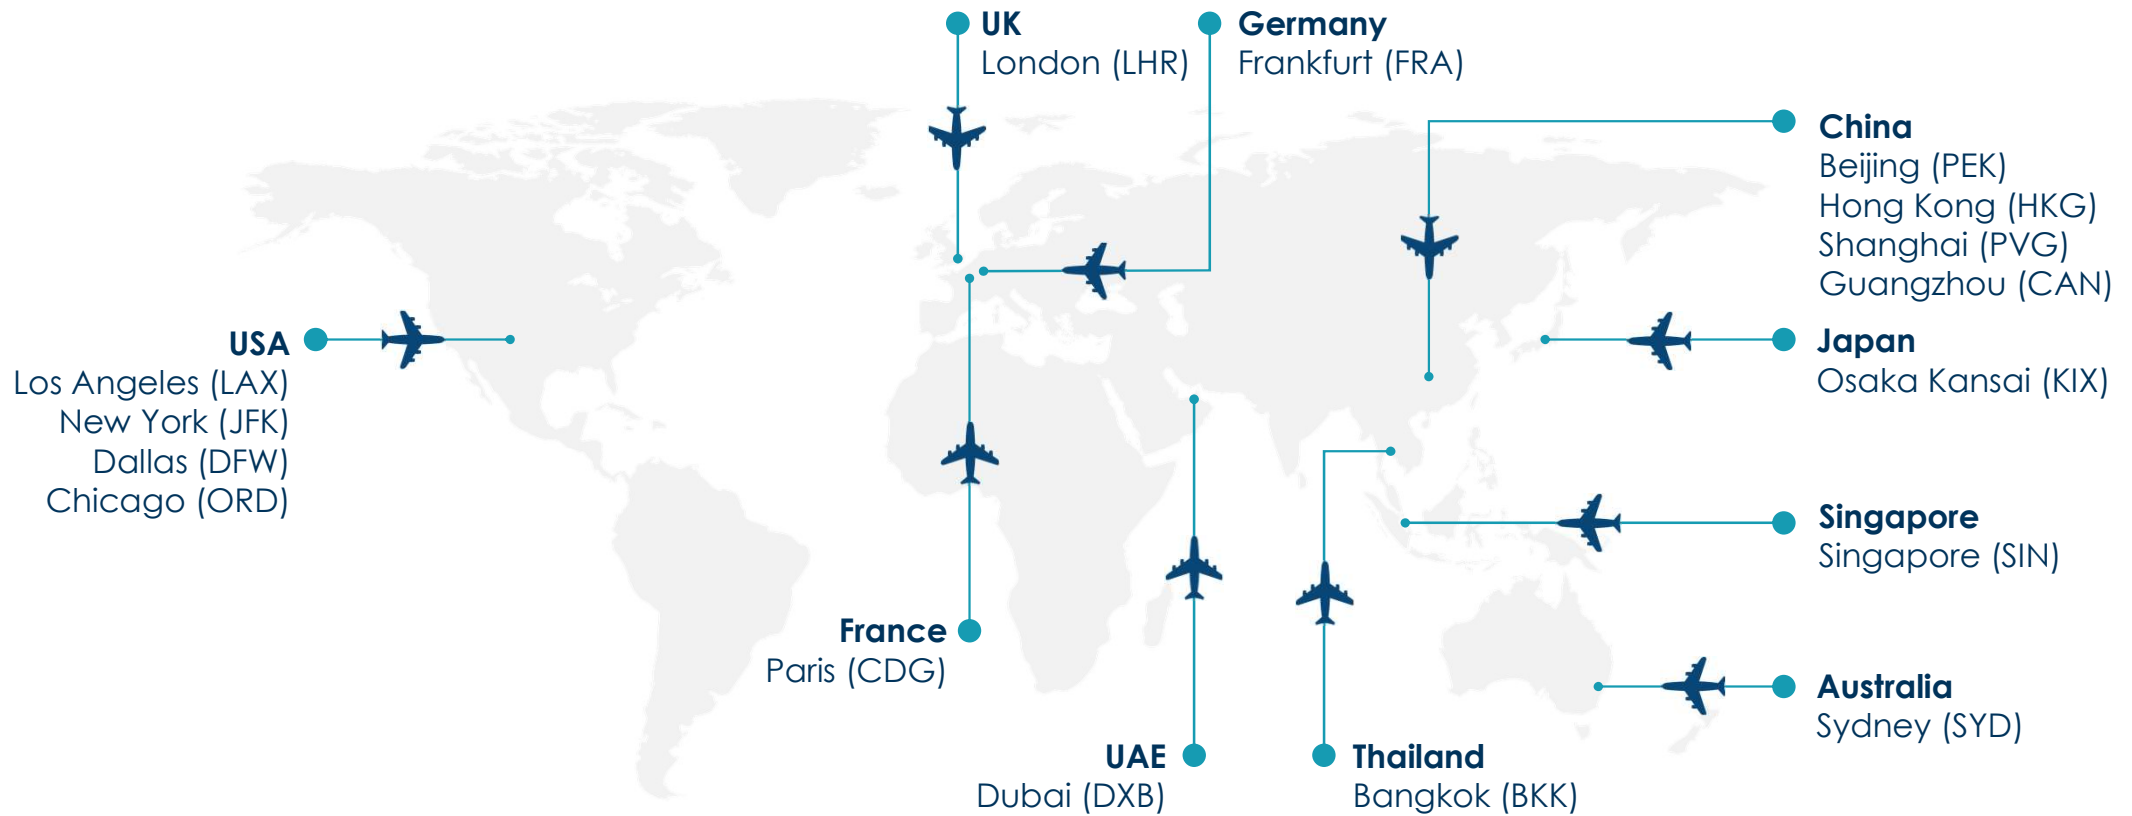 UK
London (LHR)
Germany
Frankfurt (FRA)
China
Beijing (PEK)
Hong Kong (HKG)
Shanghai (PVG)
Guangzhou (CAN)
USA
Los Angeles (LAX)
New York (JFK)
Dallas (DFW)
Chicago (ORD)
Japan
Osaka Kansai (KIX)
Singapore
Singapore (SIN)
France
Paris (CDG)
Australia
Sydney (SYD)
UAE
Dubai (DXB)
Thailand
Bangkok (BKK)